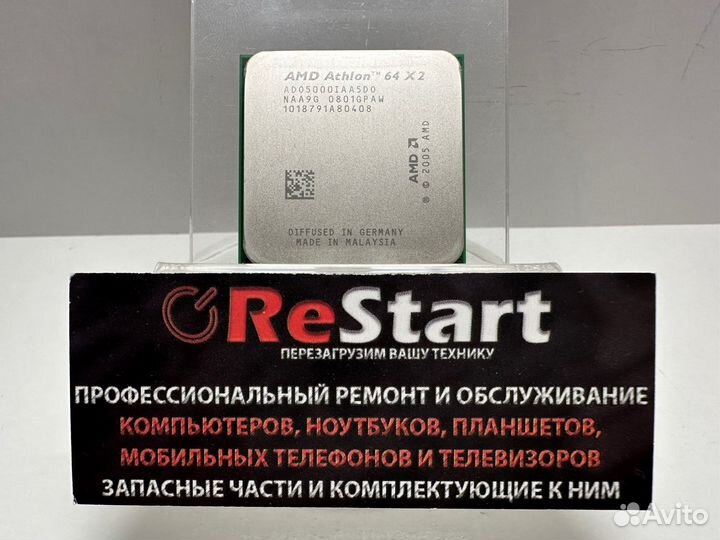 AMD Athlon™ 64 X2
ADO5000IAA5DO
NAA9G 0801GPAW
1018791A80408
AMD
® © 2005 AMD
DIFFUSED IN GERMANY
MADE IN MALAYSIA
ReStart
ПЕРЕЗАГРУЗИМ ВАШУ ТЕХНИКУ
ПРОФЕССИОНАЛЬНЫЙ РЕМОНТ И ОБСЛУЖИВАНИЕ
КОМПЬЮТЕРОВ, НОУТБУКОВ, ПЛАНШЕТОВ,
МОБИЛЬНЫХ ТЕЛЕФОНОВ И ТЕЛЕВИЗОРОВ
ЗАПАСНЫЕ ЧАСТИ И КОМПЛЕКТУЮЩИЕ К НИМ
Avito